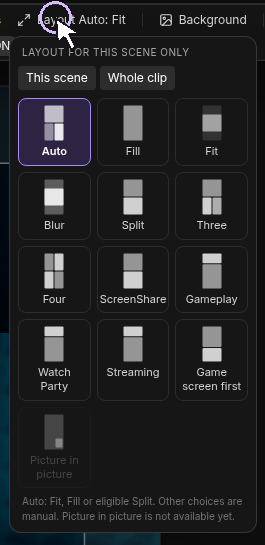 Layout Auto: Fit
Background
LAYOUT FOR THIS SCENE ONLY
This scene
Whole clip
Auto
Fill
Fit
Blur
Split
Three
Four
ScreenShare
Gameplay
Watch
Party
Streaming
Game
screen first
Picture in
picture
Auto: Fit, Fill or eligible Split. Other choices are
manual. Picture in picture is not available yet.